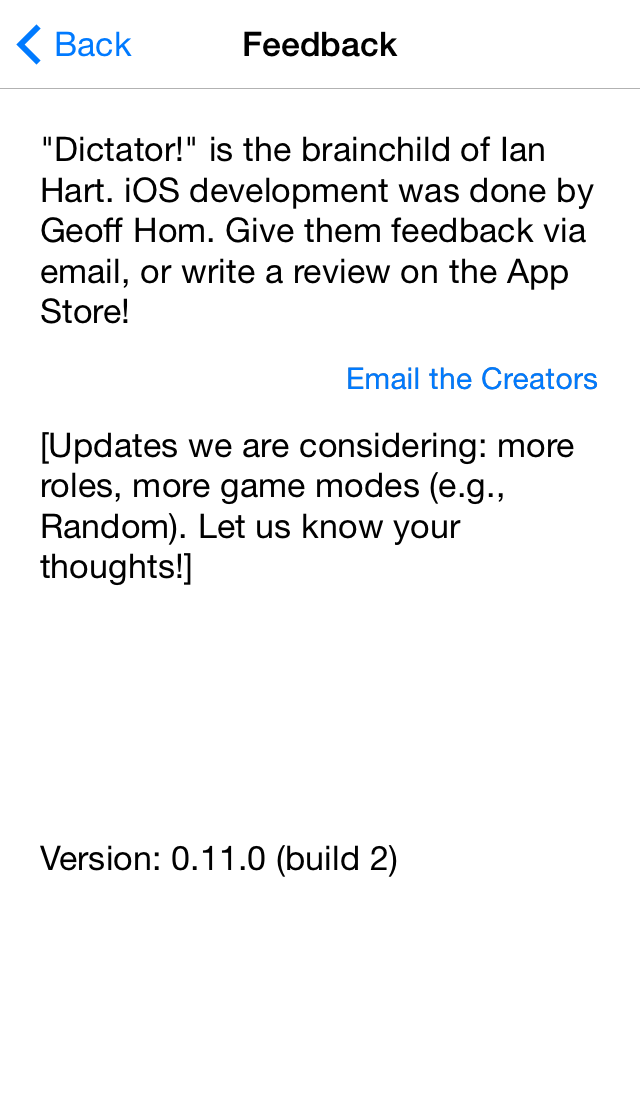 Back
Feedback
"Dictator!" is the brainchild of Ian
Hart. iOS development was done by
Geoff Hom. Give them feedback via
email, or write a review on the App
Store!
Email the Creators
[Updates we are considering: more
roles, more game modes (e.g.,
Random). Let us know your
thoughts!]
Version: 0.11.0 (build 2)